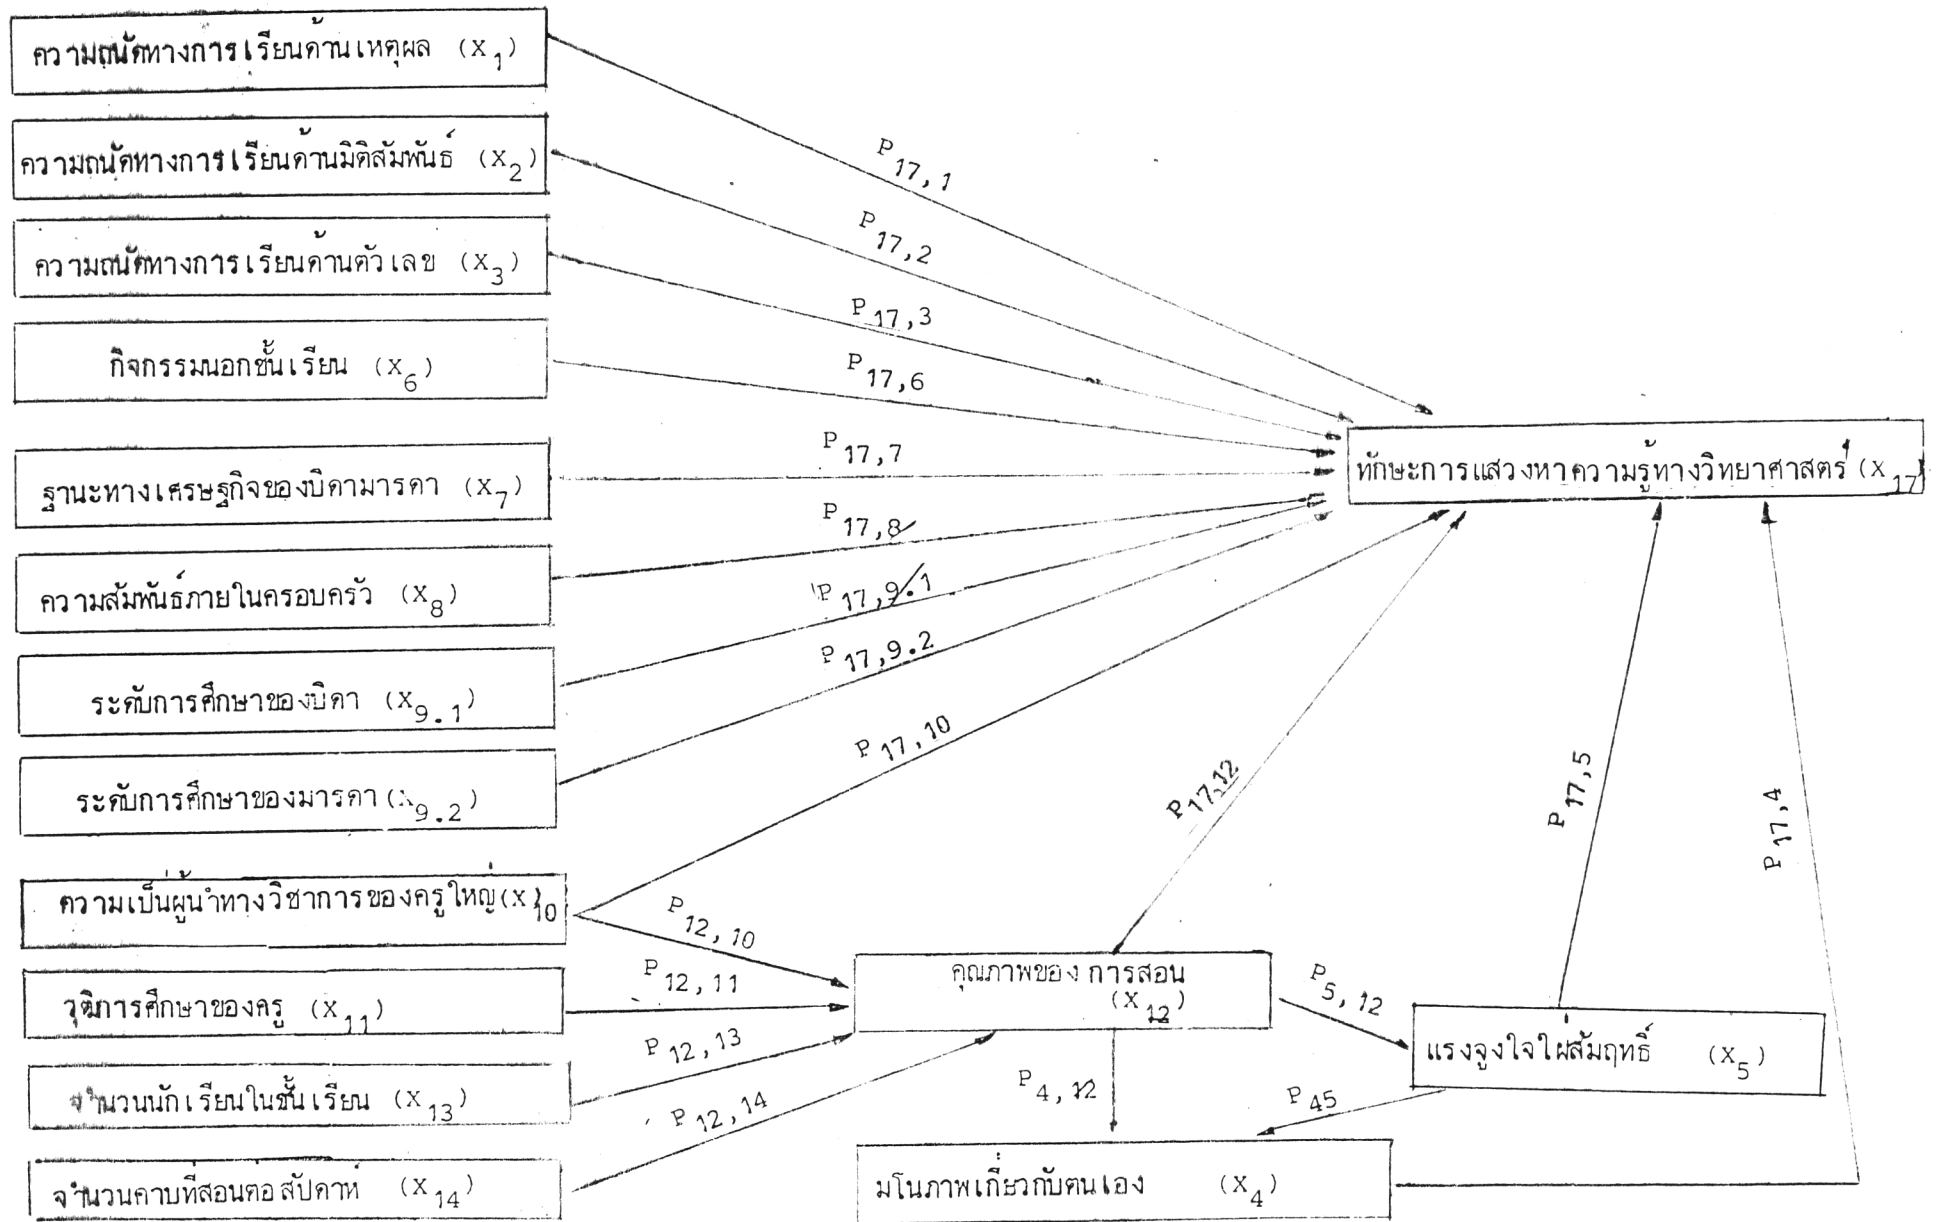 ความถนัดทางการเรียนด้านเหตุผล (X1)
ความถนัดทางการเรียนด้านมิติสัมพันธ์ (X2)
ความถนัดทางการเรียนด้านตัวเลข (X3)
กิจกรรมนอกชั้นเรียน (X6)
ฐานะทางเศรษฐกิจของบิดามารดา (X7)
ความสัมพันธ์ภายในครอบครัว (X8)
ระดับการศึกษาของบิดา (X9.1)
ระดับการศึกษาของมารดา (X9.2)
ความเป็นผู้นำทางวิชาการของครูใหญ่ (X)10
วุฒิการศึกษาของครู (X11)
จำนวนนักเรียนในชั้นเรียน (X13)
จำนวนคาบที่สอนต่อสัปดาห์ (X14)
P17,1
P17,2
P17,3
P17,6
P17,7
P17,8
P17,9.1
P17,9.2
P17,10
P17,12
P17,5
P17,4
P12,10
P12,11
P12,13
P12,14
P5,12
P4,12
P45
ทักษะการแสวงหาความรู้ทางวิทยาศาสตร์ (X17)
คุณภาพของการสอน
(X12)
แรงจูงใจใฝ่สัมฤทธิ์ (X5)
มโนภาพเกี่ยวกับตนเอง (X4)